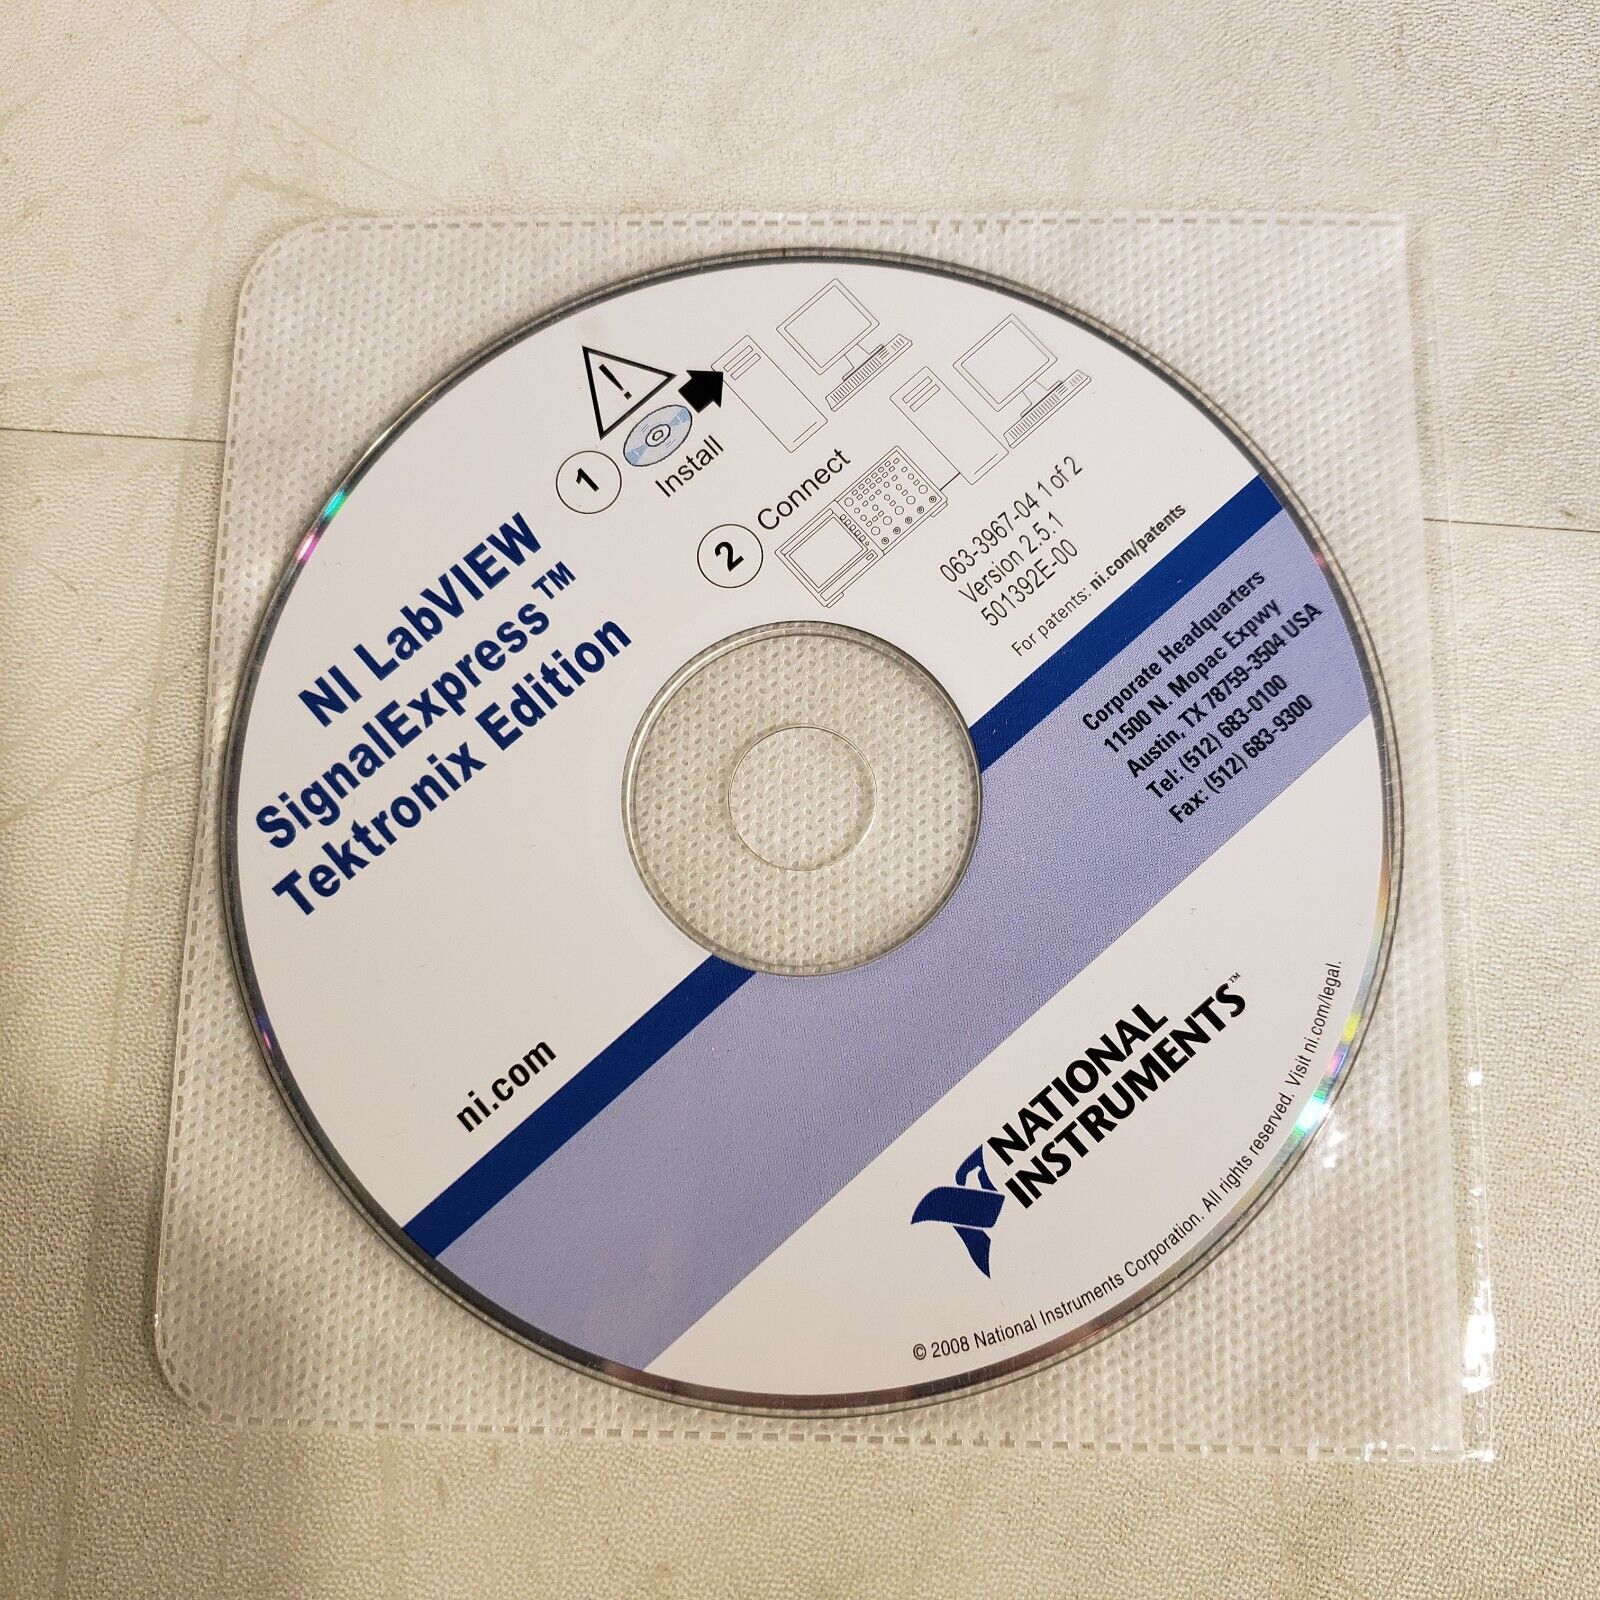 NI LabVIEW
SignalExpress™
Tektronix Edition
!
1
Install
2
Connect
063-3967-04 1 of 2
Version 2.5.1
501392E-00
For patents: ni.com/patents
Corporate Headquarters
11500 N. Mopac Expwy
Austin, TX 78759-3504 USA
Tel: (512) 683-0100
Fax: (512) 683-9300
ni.com
NATIONAL
INSTRUMENTS™
© 2008 National Instruments Corporation. All rights reserved. Visit ni.com/legal.